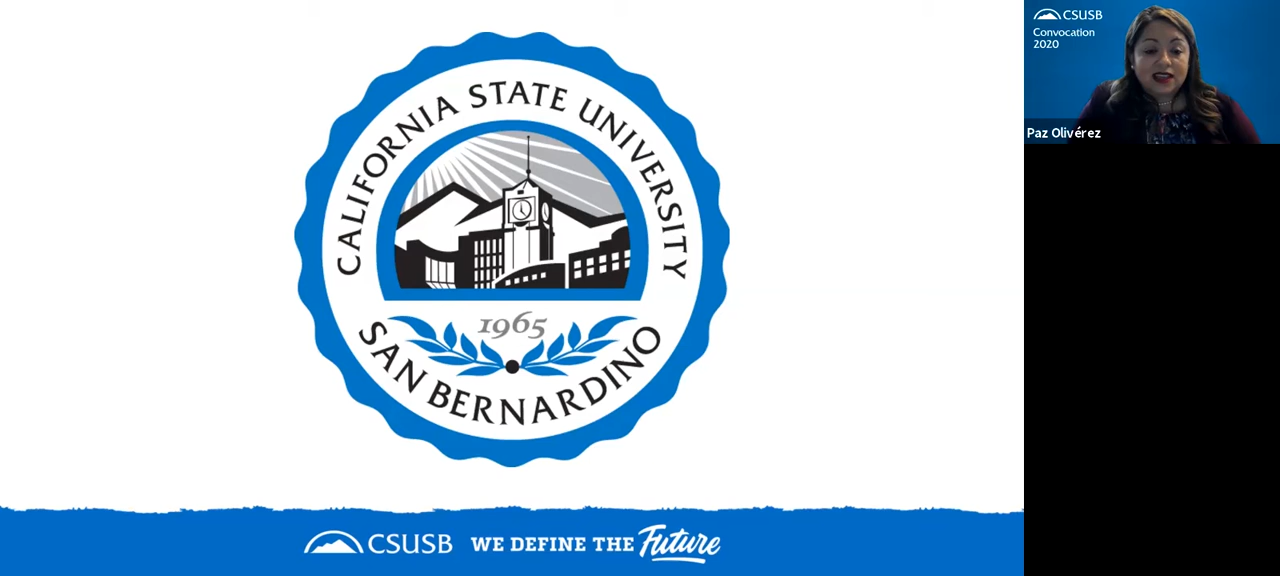 CALIFORNIA STATE UNIVERSITY
1965
SAN BERNARDINO
CSUSB WE DEFINE THE Future
CSUSB
Convocation
2020
Paz Olivérez